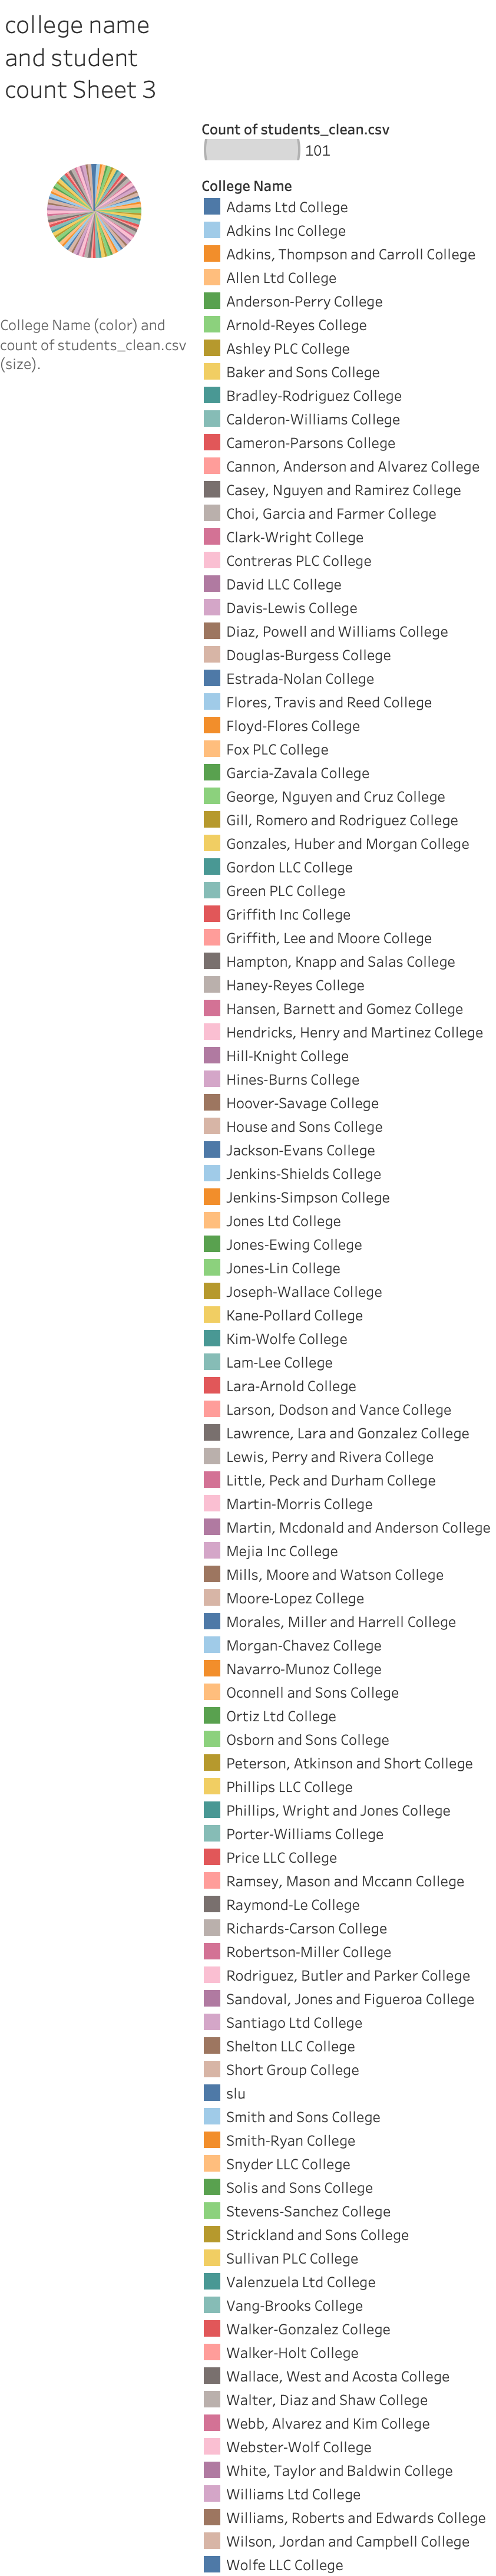 college name
and student
count Sheet 3
Count of students_clean.csv
101
College Name (color) and
count of students_clean.csv
(size).
College Name
Adams Ltd College
Adkins Inc College
Adkins, Thompson and Carroll College
Allen Ltd College
Anderson-Perry College
Arnold-Reyes College
Ashley PLC College
Baker and Sons College
Bradley-Rodriguez College
Calderon-Williams College
Cameron-Parsons College
Cannon, Anderson and Alvarez College
Casey, Nguyen and Ramirez College
Choi, Garcia and Farmer College
Clark-Wright College
Contreras PLC College
David LLC College
Davis-Lewis College
Diaz, Powell and Williams College
Douglas-Burgess College
Estrada-Nolan College
Flores, Travis and Reed College
Floyd-Flores College
Fox PLC College
Garcia-Zavala College
George, Nguyen and Cruz College
Gill, Romero and Rodriguez College
Gonzales, Huber and Morgan College
Gordon LLC College
Green PLC College
Griffith Inc College
Griffith, Lee and Moore College
Hampton, Knapp and Salas College
Haney-Reyes College
Hansen, Barnett and Gomez College
Hendricks, Henry and Martinez College
Hill-Knight College
Hines-Burns College
Hoover-Savage College
House and Sons College
Jackson-Evans College
Jenkins-Shields College
Jenkins-Simpson College
Jones Ltd College
Jones-Ewing College
Jones-Lin College
Joseph-Wallace College
Kane-Pollard College
Kim-Wolfe College
Lam-Lee College
Lara-Arnold College
Larson, Dodson and Vance College
Lawrence, Lara and Gonzalez College
Lewis, Perry and Rivera College
Little, Peck and Durham College
Martin-Morris College
Martin, Mcdonald and Anderson College
Mejia Inc College
Mills, Moore and Watson College
Moore-Lopez College
Morales, Miller and Harrell College
Morgan-Chavez College
Navarro-Munoz College
Oconnell and Sons College
Ortiz Ltd College
Osborn and Sons College
Peterson, Atkinson and Short College
Phillips LLC College
Phillips, Wright and Jones College
Porter-Williams College
Price LLC College
Ramsey, Mason and Mccann College
Raymond-Le College
Richards-Carson College
Robertson-Miller College
Rodriguez, Butler and Parker College
Sandoval, Jones and Figueroa College
Santiago Ltd College
Shelton LLC College
Short Group College
slu
Smith and Sons College
Smith-Ryan College
Snyder LLC College
Solis and Sons College
Stevens-Sanchez College
Strickland and Sons College
Sullivan PLC College
Valenzuela Ltd College
Vang-Brooks College
Walker-Gonzalez College
Walker-Holt College
Wallace, West and Acosta College
Walter, Diaz and Shaw College
Webb, Alvarez and Kim College
Webster-Wolf College
White, Taylor and Baldwin College
Williams Ltd College
Williams, Roberts and Edwards College
Wilson, Jordan and Campbell College
Wolfe LLC College